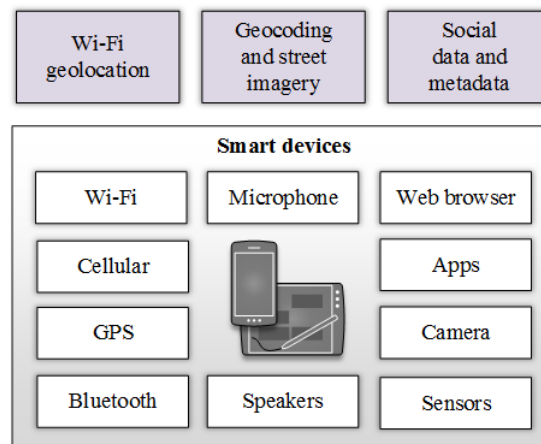 Wi-Fi
geolocation
Geocoding
and street
imagery
Social
data and
metadata
Smart devices
Wi-Fi
Microphone
Web browser
Cellular
Apps
GPS
Camera
Bluetooth
Speakers
Sensors